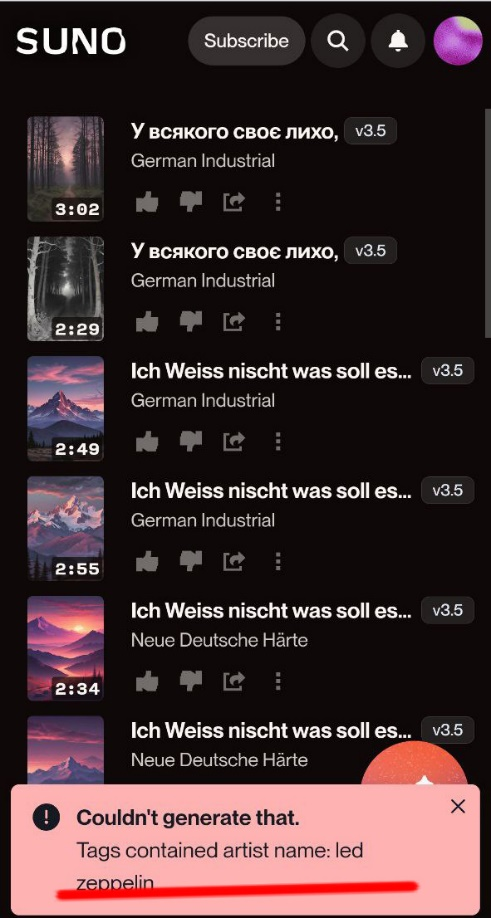 SUNO
Subscribe
У всякого своє лихо, v3.5
German Industrial
3:02
У всякого своє лихо, v3.5
German Industrial
2:29
Ich Weiss nischt was soll es... v3.5
German Industrial
2:49
Ich Weiss nischt was soll es... v3.5
German Industrial
2:55
Ich Weiss nischt was soll es... v3.5
Neue Deutsche Härte
2:34
Ich Weiss nischt was soll es... v3.5
Neue Deutsche Härte
Couldn't generate that.
Tags contained artist name: led
zeppelin